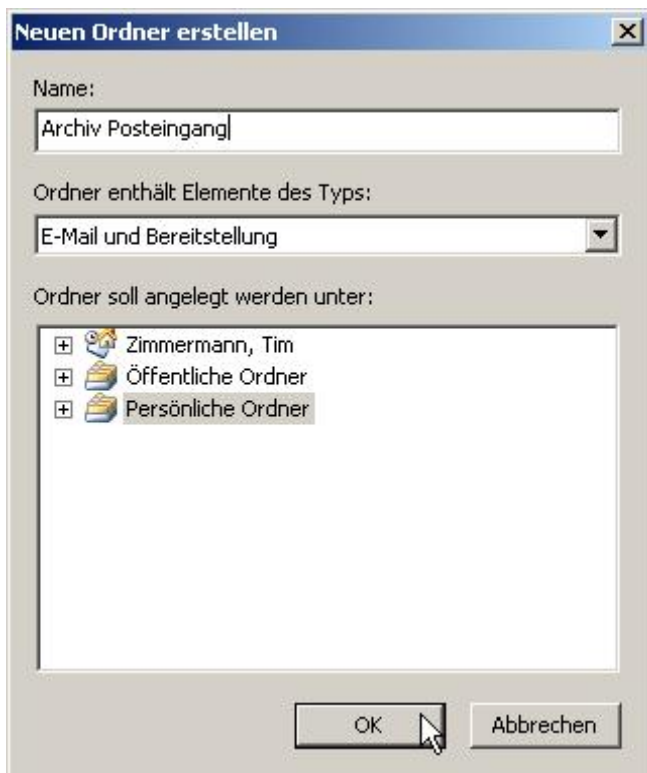 Neuen Ordner erstellen
Name:
Archiv Posteingang
Ordner enthält Elemente des Typs:
E-Mail und Bereitstellung
Ordner soll angelegt werden unter:
Zimmermann, Tim
Öffentliche Ordner
Persönliche Ordner
OK Abbrechen